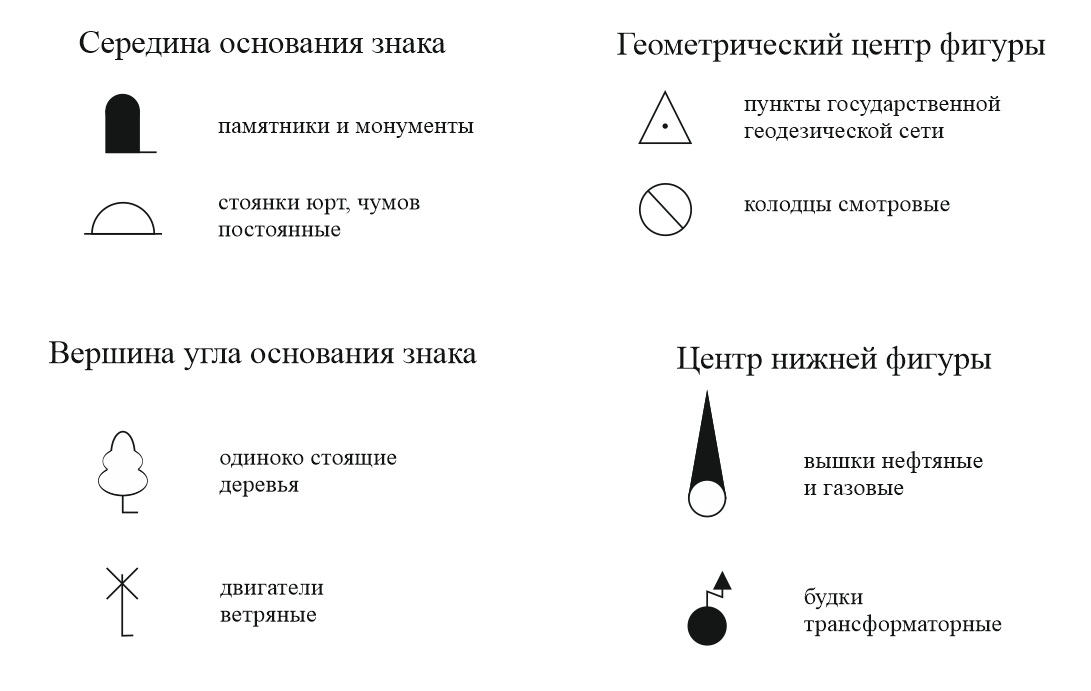 Середина основания знака
памятники и монументы
стоянки юрт, чумов
постоянные
Геометрический центр фигуры
пункты государственной
геодезической сети
колодцы смотровые
Вершина угла основания знака
одиноко стоящие
деревья
двигатели
ветряные
Центр нижней фигуры
вышки нефтяные
и газовые
будки
трансформаторные